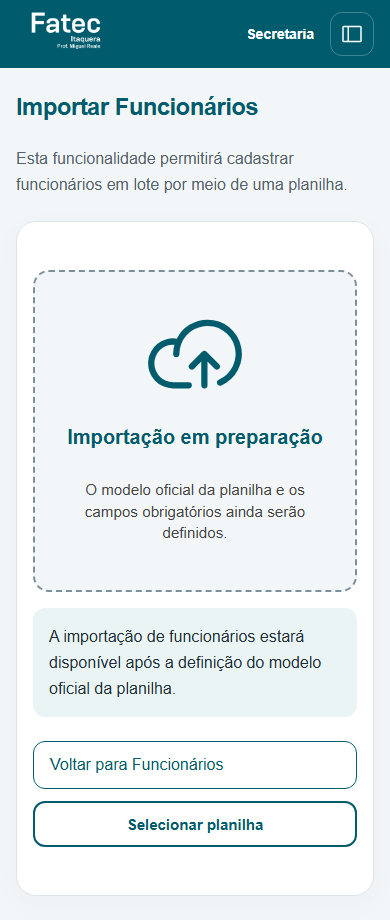 Fatec
Itaquera
Prof. Miguel Reale
Secretaria
Importar Funcionários
Esta funcionalidade permitirá cadastrar
funcionários em lote por meio de uma planilha.
Importação em preparação
O modelo oficial da planilha e os
campos obrigatórios ainda serão
definidos.
A importação de funcionários estará
disponível após a definição do modelo
oficial da planilha.
Voltar para Funcionários
Selecionar planilha